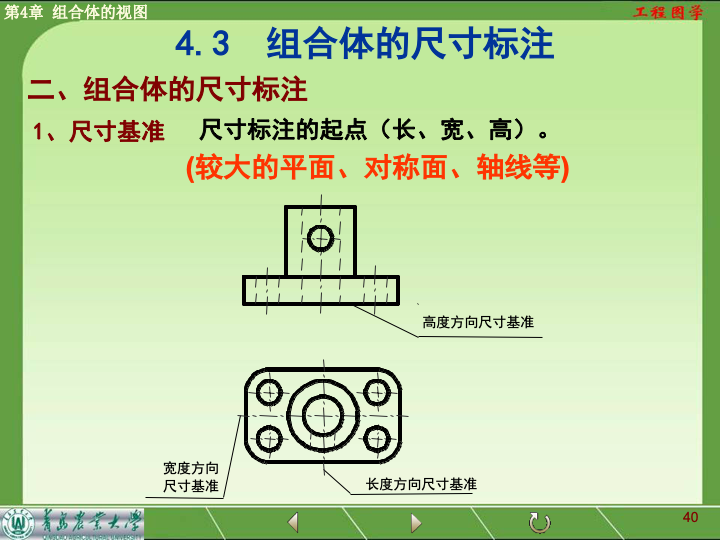 第4章 组合体的视图
工程图学
4.3 组合体的尺寸标注
二、组合体的尺寸标注
1、尺寸基准 尺寸标注的起点（长、宽、高）。
(较大的平面、对称面、轴线等)
高度方向尺寸基准
宽度方向
尺寸基准
长度方向尺寸基准
青岛农业大学
40